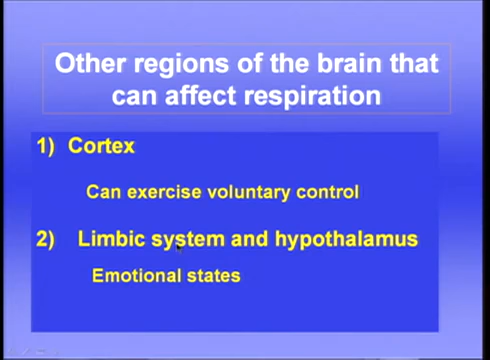 Other regions of the brain that
can affect respiration
1) Cortex
Can exercise voluntary control
2) Limbic system and hypothalamus
Emotional states